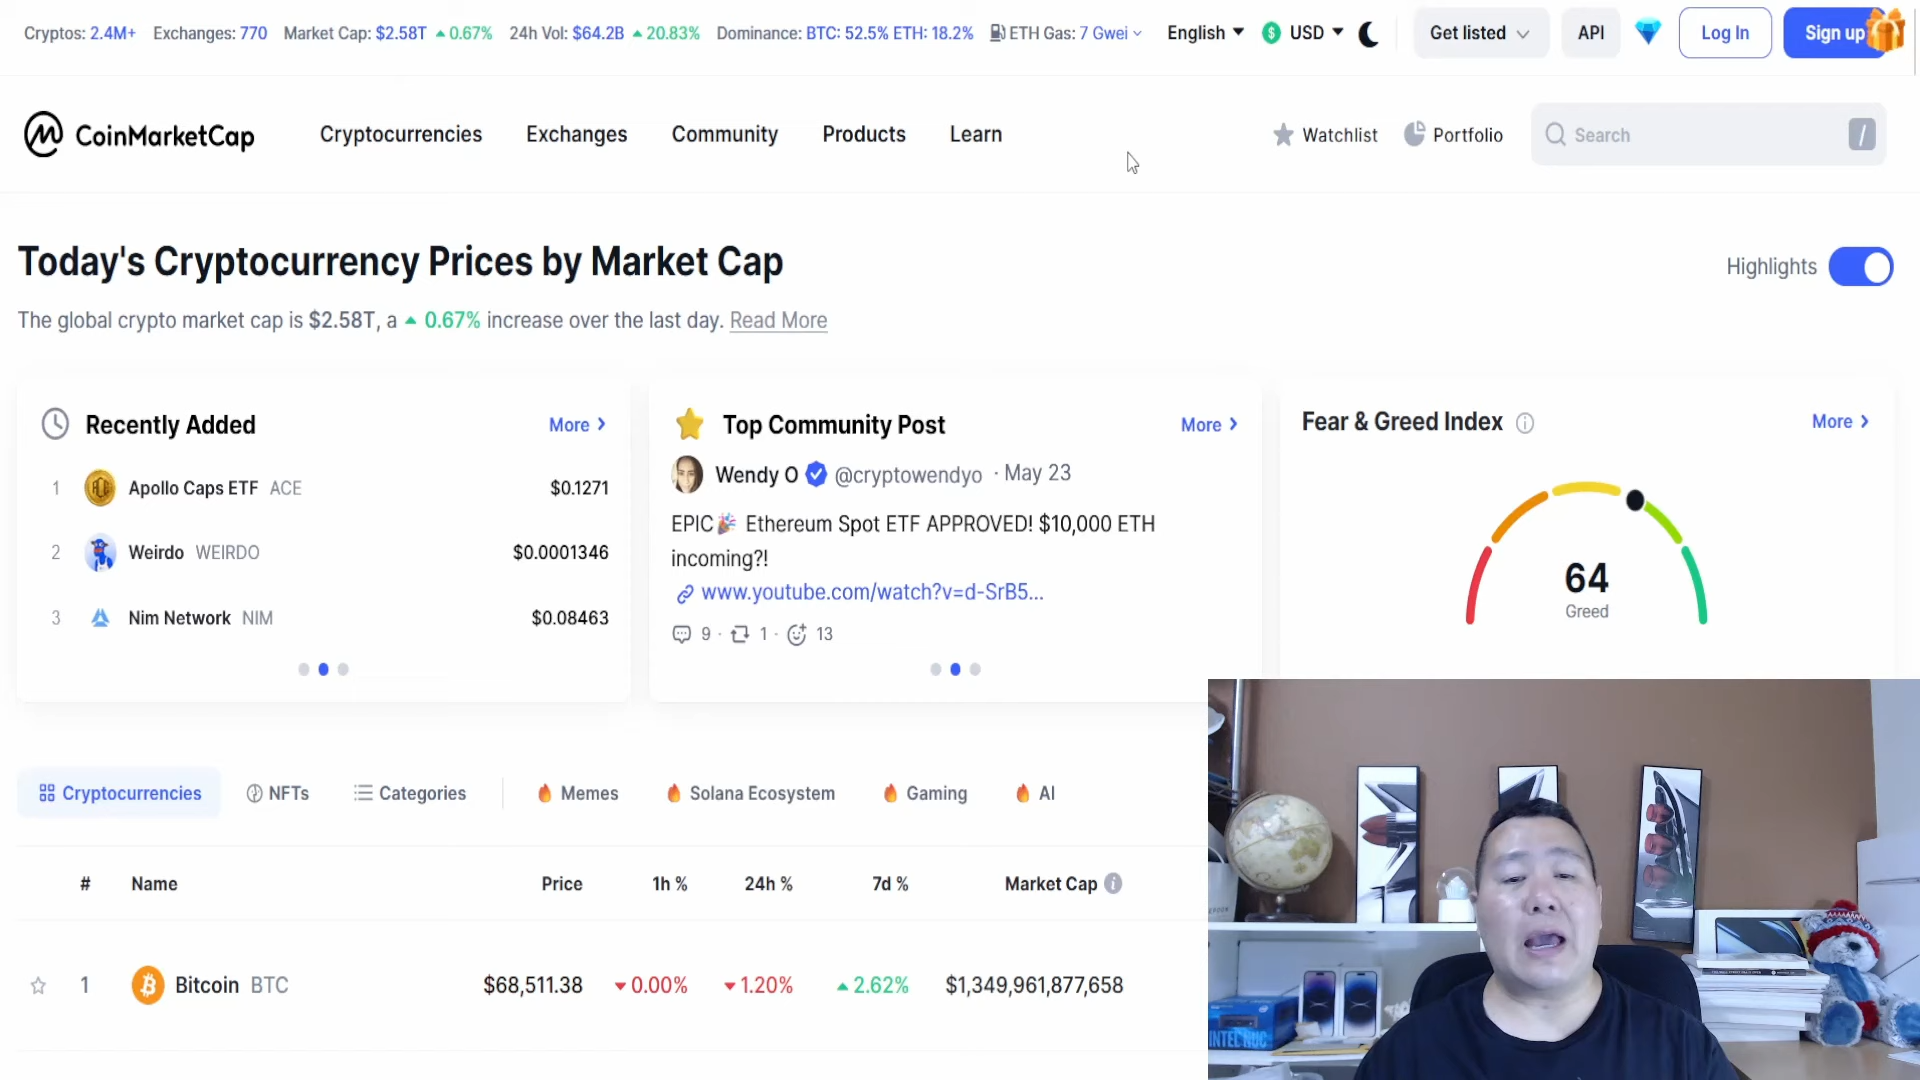 Cryptos: 2.4M+ Exchanges: 770 Market Cap: $2.58T 0.67% 24h Vol: $64.2B 20.83% Dominance: BTC: 52.5% ETH: 18.2% ETH Gas: 7 Gwei English USD Get listed API Log In Sign up
CoinMarketCap Cryptocurrencies Exchanges Community Products Learn Watchlist Portfolio Search /
Today's Cryptocurrency Prices by Market Cap
Highlights
The global crypto market cap is $2.58T, a 0.67% increase over the last day. Read More
Recently Added More
1 Apollo Caps ETF ACE $0.1271
2 Weirdo WEIRDO $0.0001346
3 Nim Network NIM $0.08463
Top Community Post More
Wendy O @cryptowendyo · May 23
EPIC🎉 Ethereum Spot ETF APPROVED! $10,000 ETH
incoming?!
www.youtube.com/watch?v=d-SrB5...
9 · 1 · 13
Fear & Greed Index More
64
Greed
Cryptocurrencies NFTs Categories Memes Solana Ecosystem Gaming AI
# Name Price 1h % 24h % 7d % Market Cap
1 Bitcoin BTC $68,511.38 0.00% 1.20% 2.62% $1,349,961,877,658
INTEL NUC